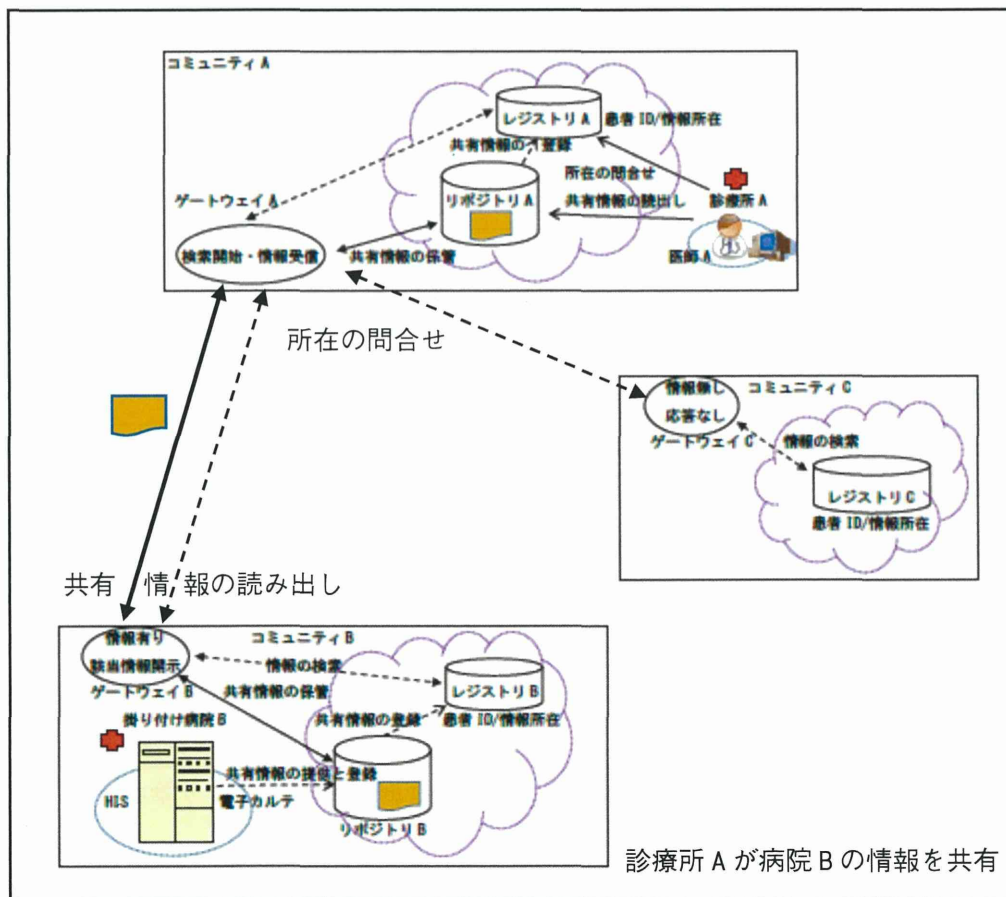 コミュニティA
レジストリA
患者ID/情報所在
共有情報の登録
所在の問合せ
ゲートウェイA
リポジトリA
共有情報の読出し
診療所A
検索開始・情報受信
共有情報の保管
医師A
所在の問合せ
情報無し
コミュニティC
応答なし
ゲートウェイC
情報の検索
レジストリC
患者ID/情報所在
共有情報の読み出し
情報有り
コミュニティB
該当情報開示
情報の検索
ゲートウェイB
共有情報の保管
レジストリB
掛り付け病院B
共有情報の登録
患者ID/情報所在
共有情報の提供と登録
HIS
電子カルテ
リポジトリB
診療所Aが病院Bの情報を共有